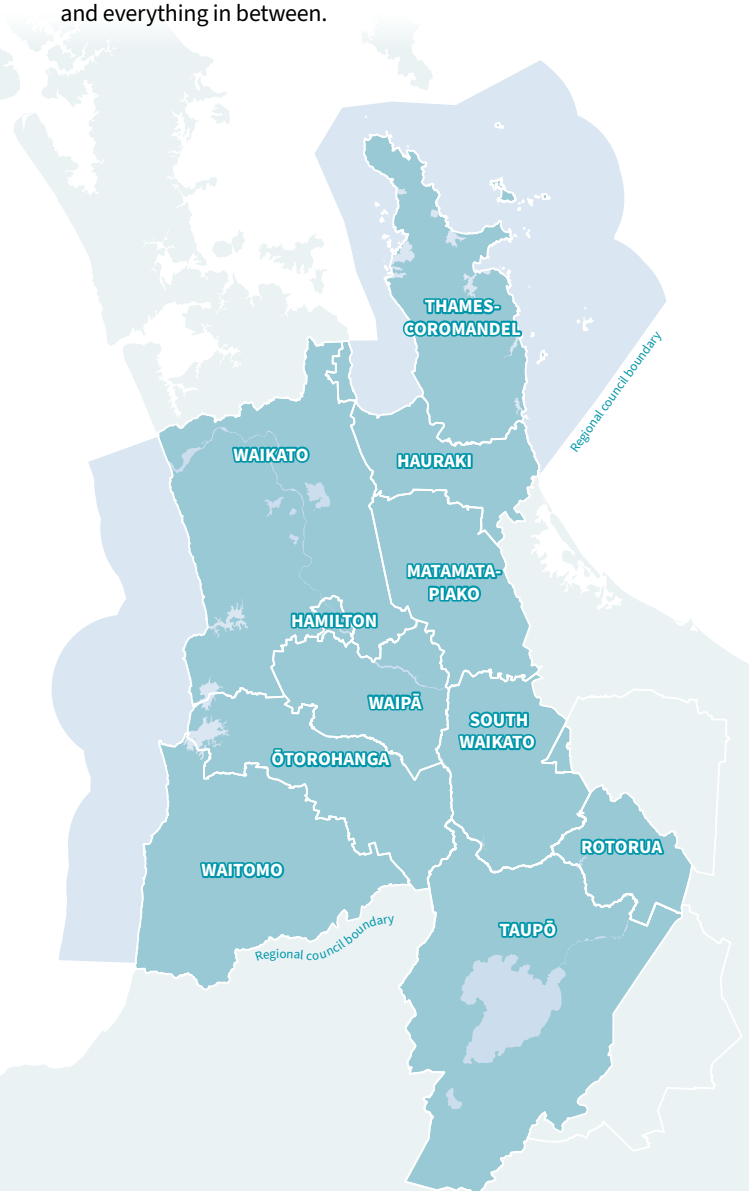 and everything in between.
THAMES-
COROMANDEL
Regional council boundary
WAIKATO
HAURAKI
MATAMATA-
PIAKO
HAMILTON
WAIPĀ
SOUTH
WAIKATO
ŌTOROHANGA
ROTORUA
WAITOMO
Regional council boundary
TAUPŌ